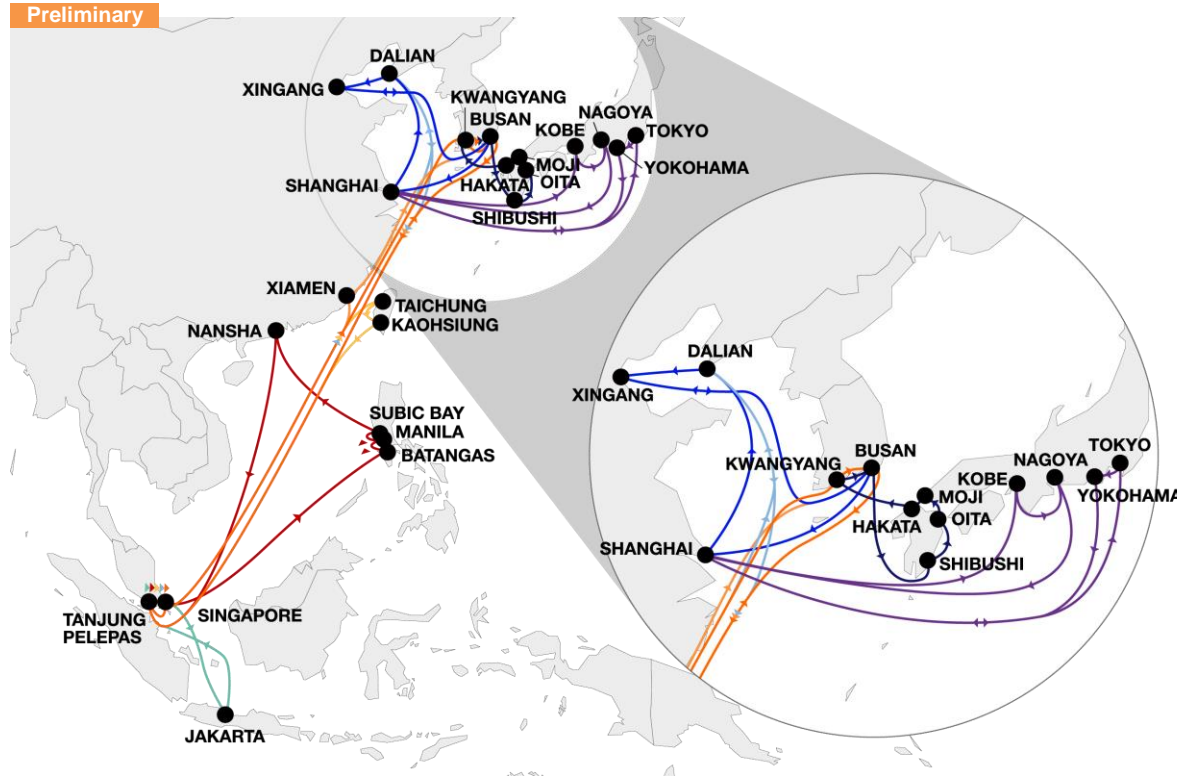 Preliminary
DALIAN
XINGANG
KWANGYANG
BUSAN
KOBE
NAGOYA
TOKYO
MOJI
OITA
YOKOHAMA
HAKATA
SHANGHAI
SHIBUSHI
XIAMEN
TAICHUNG
KAOHSIUNG
NANSHA
SUBIC BAY
MANILA
BATANGAS
TANJUNG
PELEPAS
SINGAPORE
JAKARTA
DALIAN
XINGANG
KWANGYANG
BUSAN
TOKYO
NAGOYA
KOBE
YOKOHAMA
MOJI
HAKATA
OITA
SHANGHAI
SHIBUSHI